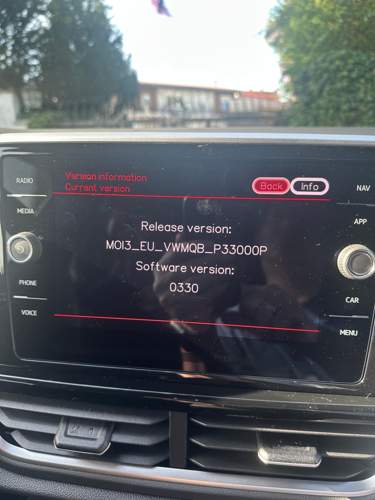 RADIO
MEDIA
PHONE
VOICE
Version information
Current version
Back
Info
Release version:
MOI3_EU_VWMQB_P33000P
Software version:
0330
NAV
APP
CAR
MENU